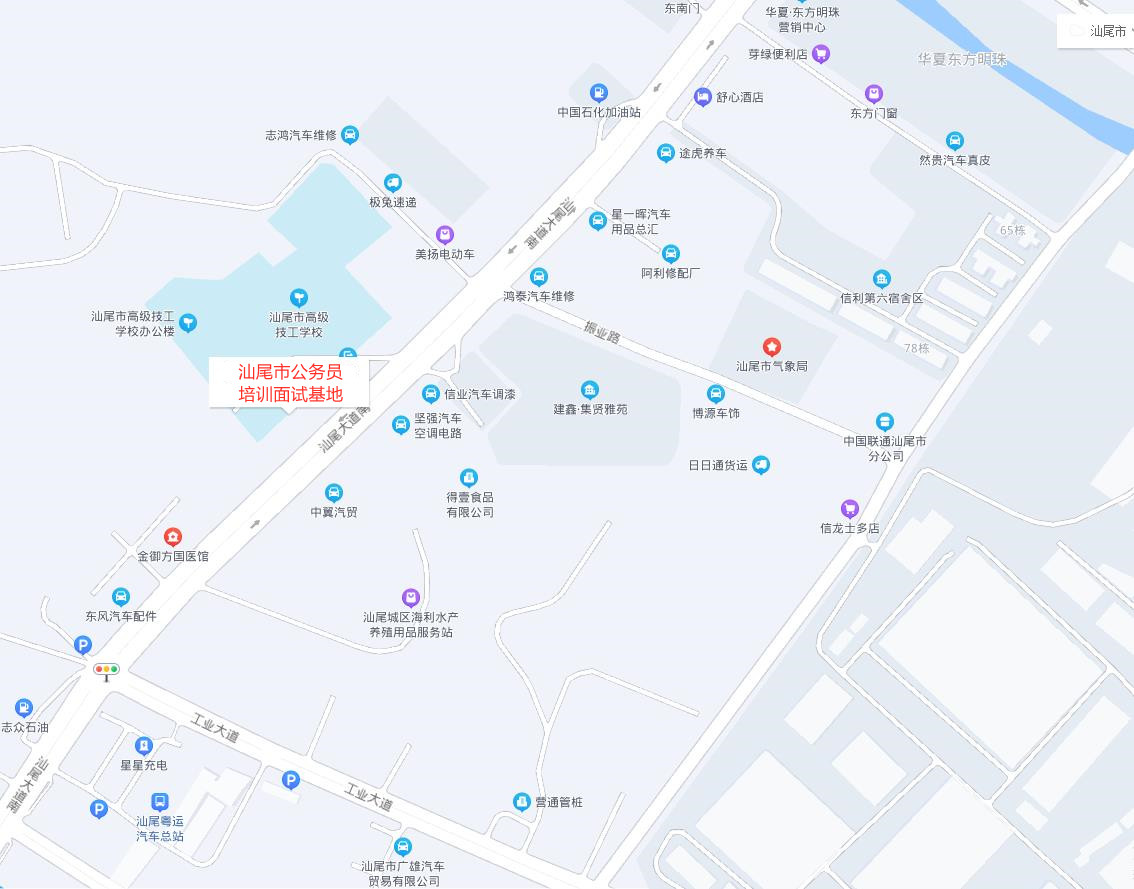 东南门
华夏·东方明珠
营销中心
汕尾市
芽绿便利店
华夏东方明珠
舒心酒店
东方门窗
中国石化加油站
志鸿汽车维修
途虎养车
然贵汽车真皮
极兔速递
汕尾大道南
星一晖汽车
用品总汇
65栋
美扬电动车
阿利修配厂
鸿泰汽车维修
信利第六宿舍区
汕尾市高级技工
学校办公楼
汕尾市高级
技工学校
振业路
78栋
汕尾市气象局
汕尾市公务员
培训面试基地
信业汽车调漆
建鑫·集贤雅苑
博源车饰
坚强汽车
空调电路
汕尾大道南
中国联通汕尾市
分公司
日日通货运
得壹食品
有限公司
中翼汽贸
信龙士多店
金御方国医馆
东风汽车配件
汕尾城区海利水产
养殖用品服务站
P
志众石油
工业大道
星星充电
汕尾大道南
P
工业大道
P
汕尾粤运
汽车总站
营通管桩
汕尾市广雄汽车
贸易有限公司